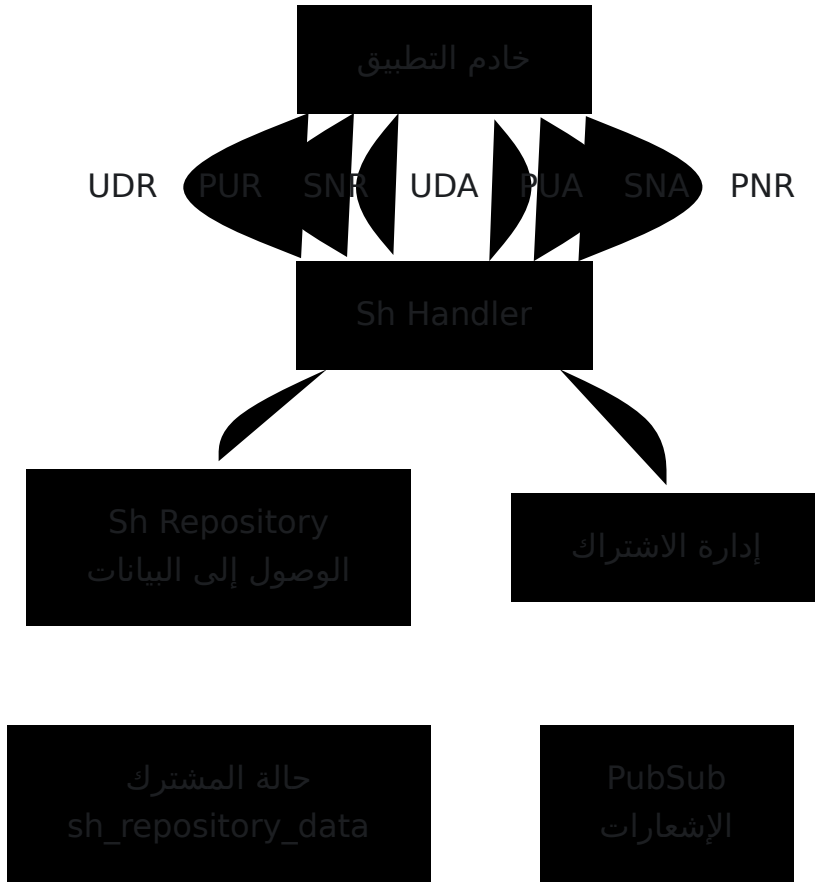 خادم التطبيق
UDR PUR SNR UDA PUA SNA PNR
Sh Handler
Sh Repository
الوصول إلى البيانات
إدارة الاشتراك
حالة المشترك
sh_repository_data
PubSub
الإشعارات